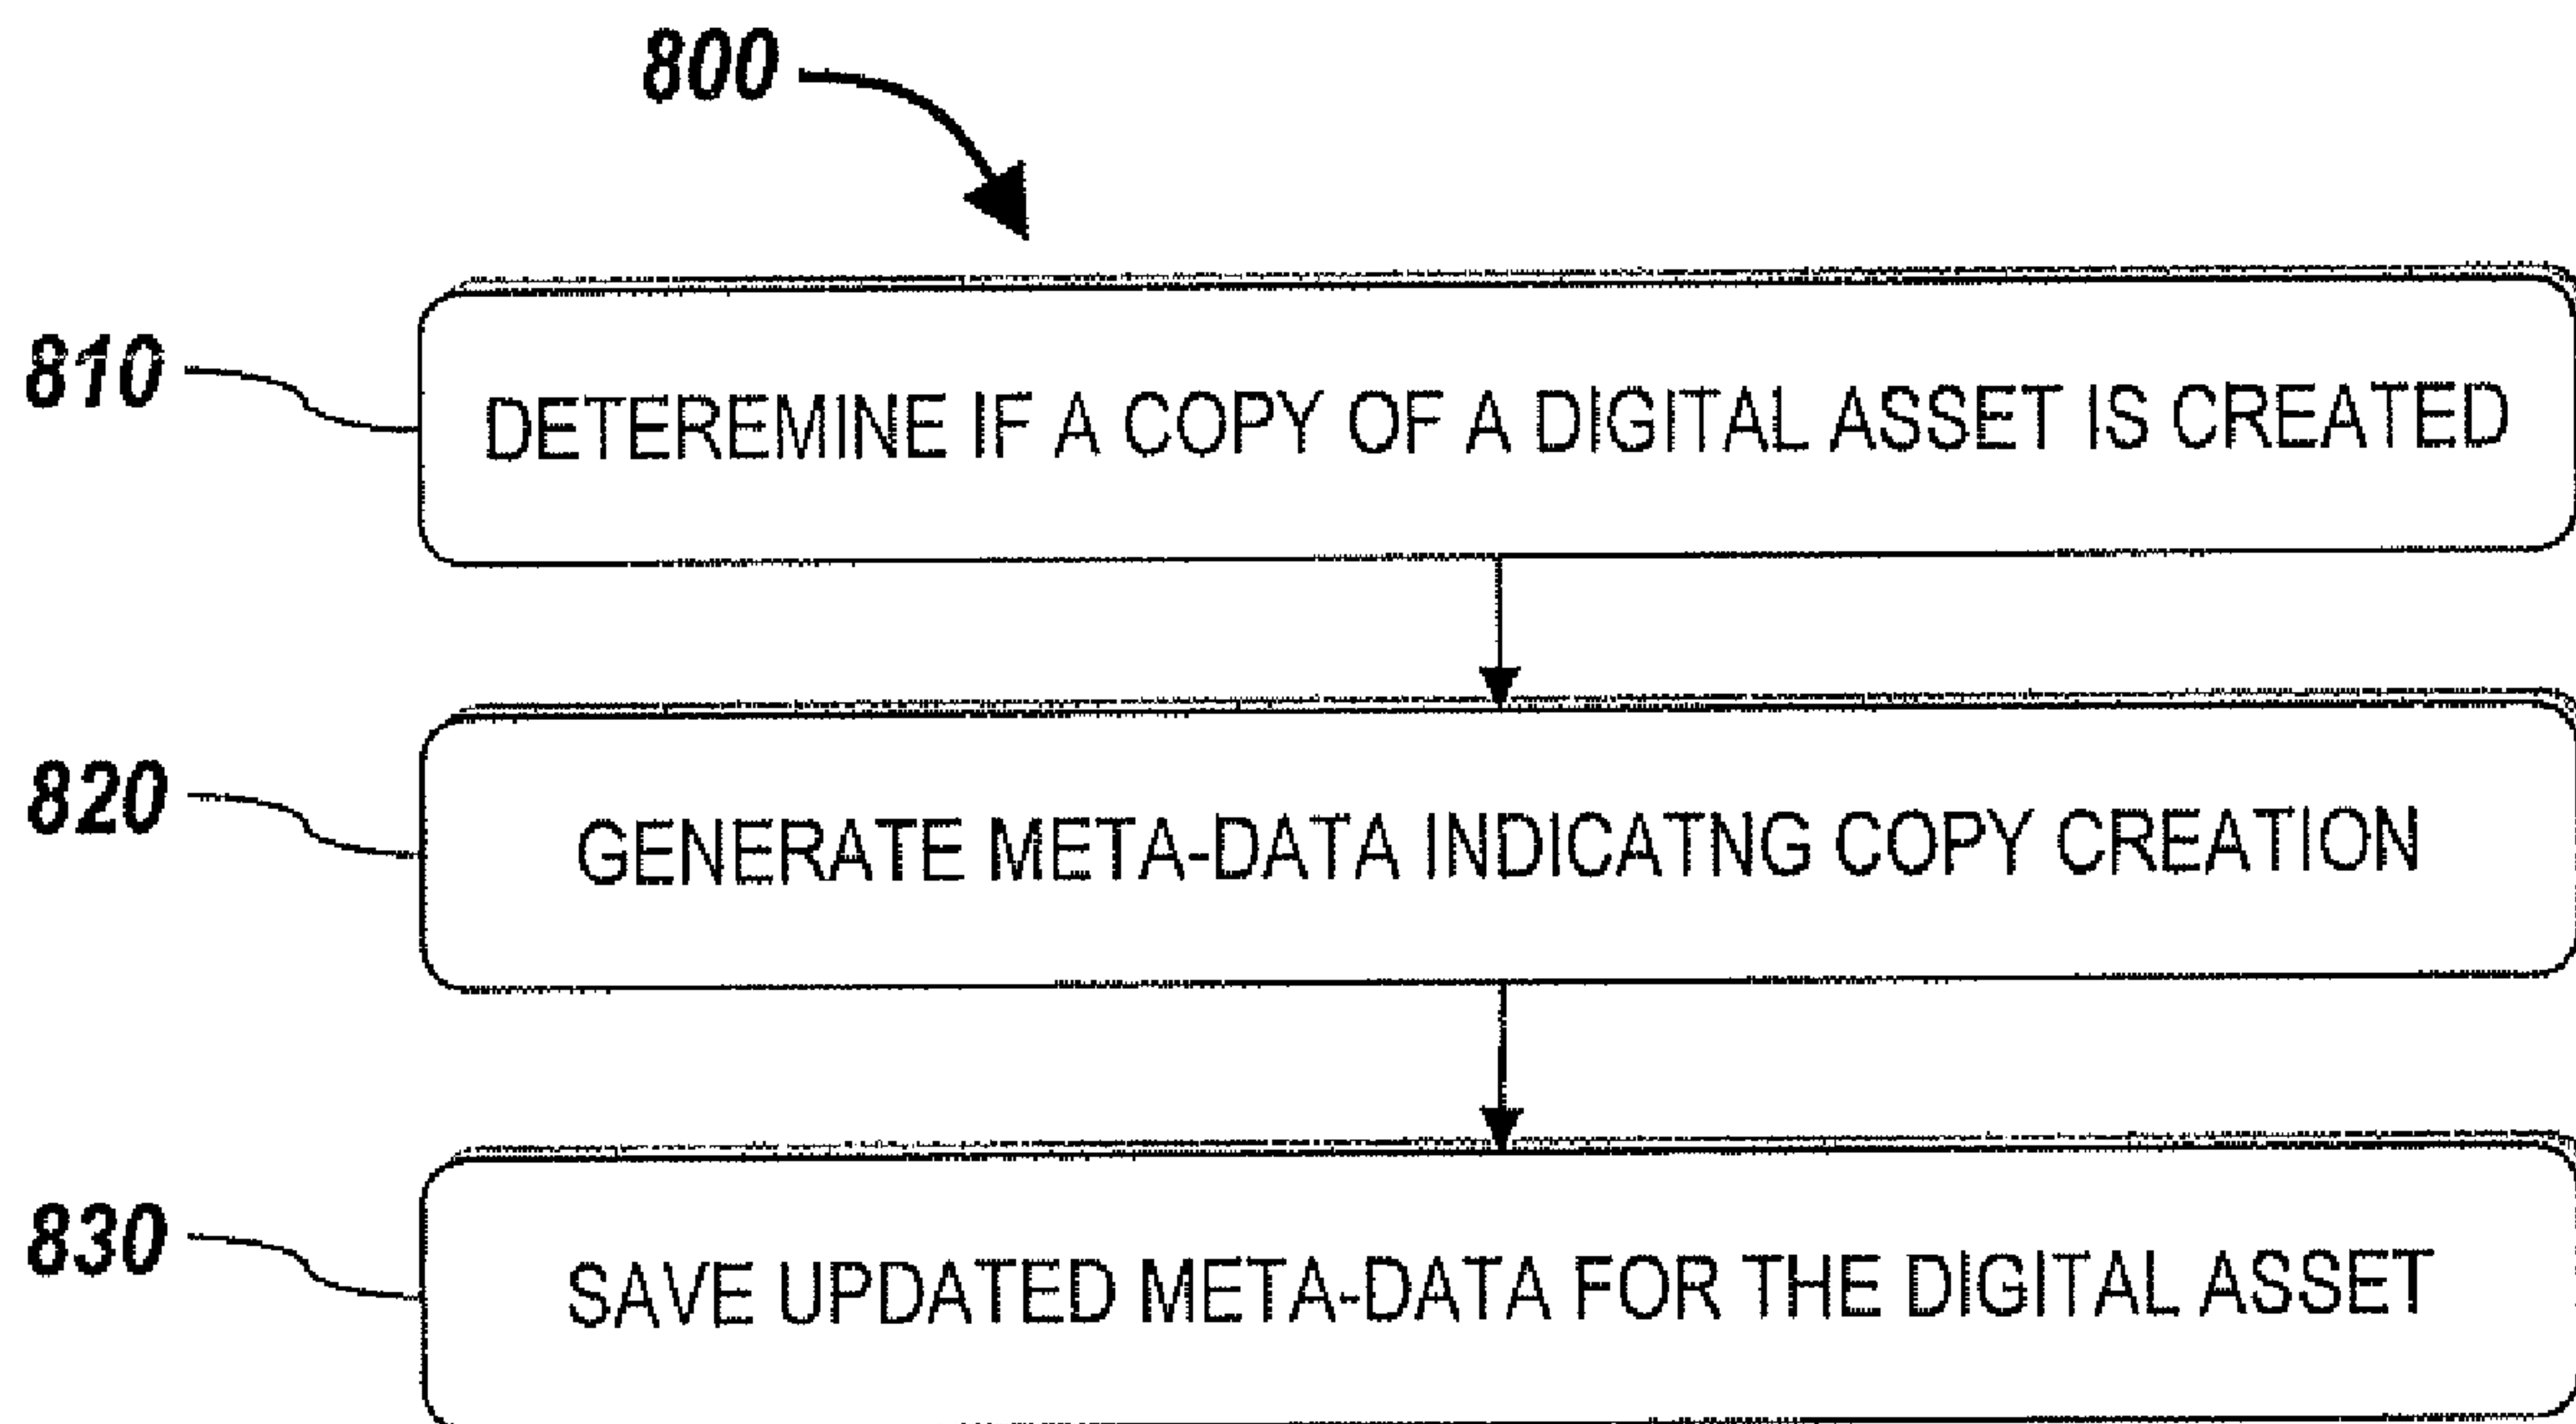 800
810
DETEREMINE IF A COPY OF A DIGITAL ASSET IS CREATED
820
GENERATE META-DATA INDICATNG COPY CREATION
830
SAVE UPDATED META-DATA FOR THE DIGITAL ASSET